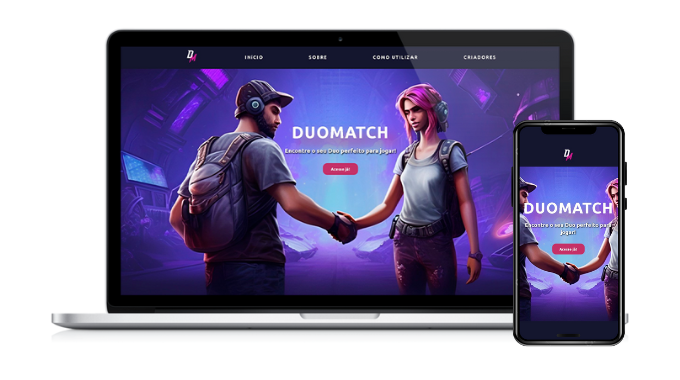 DM
INÍCIO
SOBRE
COMO UTILIZAR
CRIADORES
DUOMATCH
Encontre o seu Duo perfeito para jogar!
Acesse já!
DM
DUOMATCH
Encontre o seu Duo perfeito para
jogar!
Acesse já!